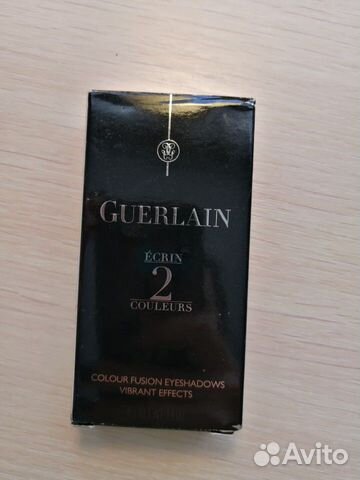 GUERLAIN
ÉCRIN
2
COULEURS
COLOUR FUSION EYESHADOWS
VIBRANT EFFECTS
Avito